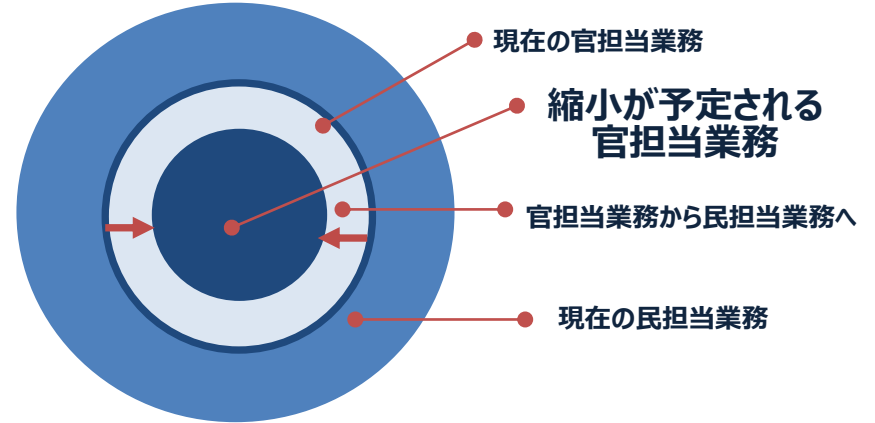 現在の官担当業務
縮小が予定される
官担当業務
官担当業務から民担当業務へ
現在の民担当業務